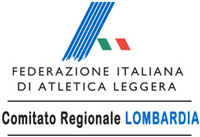 FEDERAZIONE ITALIANA
DI ATLETICA LEGGERA
Comitato Regionale LOMBARDIA